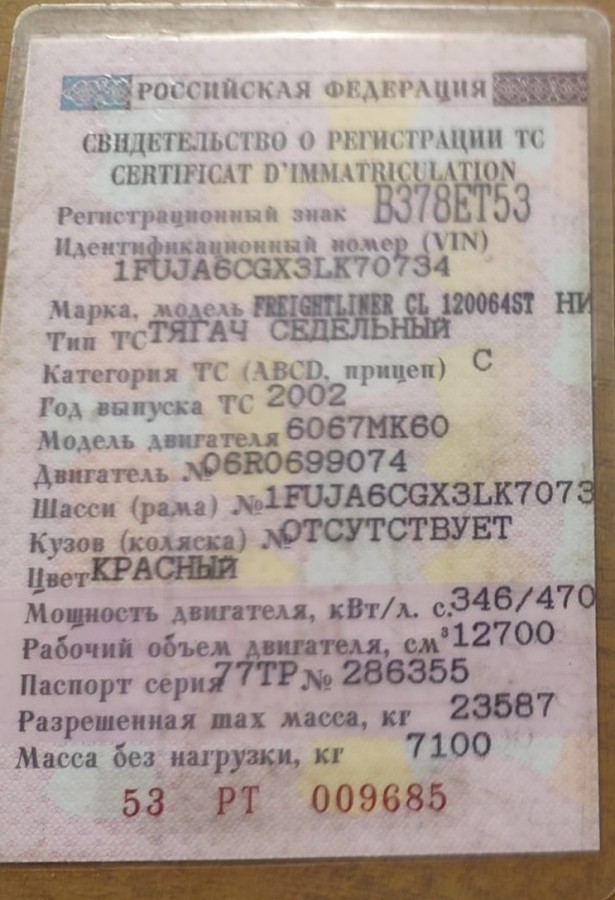 РОССИЙСКАЯ ФЕДЕРАЦИЯ
СВИДЕТЕЛЬСТВО О РЕГИСТРАЦИИ ТС
CERTIFICAT D'IMMATRICULATION
Регистрационный знак В378ЕТ53
Идентификационный номер (VIN)
1FUJA6CGX3LK70734
Марка, модель FREIGHTLINER CL 120064ST НИ
Тип ТС ТЯГАЧ СЕДЕЛЬНЫЙ
Категория ТС (ABCD, прицеп) C
Год выпуска ТС 2002
Модель двигателя 6067MK60
Двигатель № 06R0699074
Шасси (рама) № 1FUJA6CGX3LK7073
Кузов (коляска) № ОТСУТСТВУЕТ
Цвет КРАСНЫЙ
Мощность двигателя, кВт/л. с. 346/470
Рабочий объем двигателя, см³ 12700
Паспорт серия 77ТР № 286355
Разрешенная max масса, кг 23587
Масса без нагрузки, кг 7100
53 РТ 009685